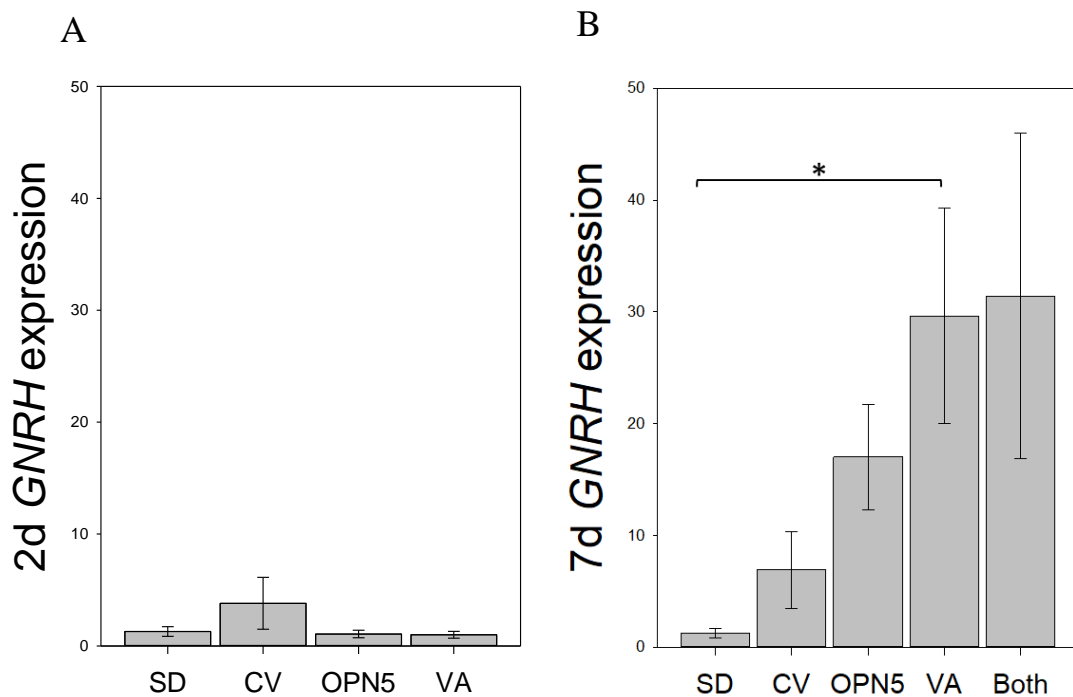 A
50
40
30
20
10
0
2d GNRH expression
SD CV OPN5 VA
B
50
40
30
20
10
0
7d GNRH expression
*
SD CV OPN5 VA Both